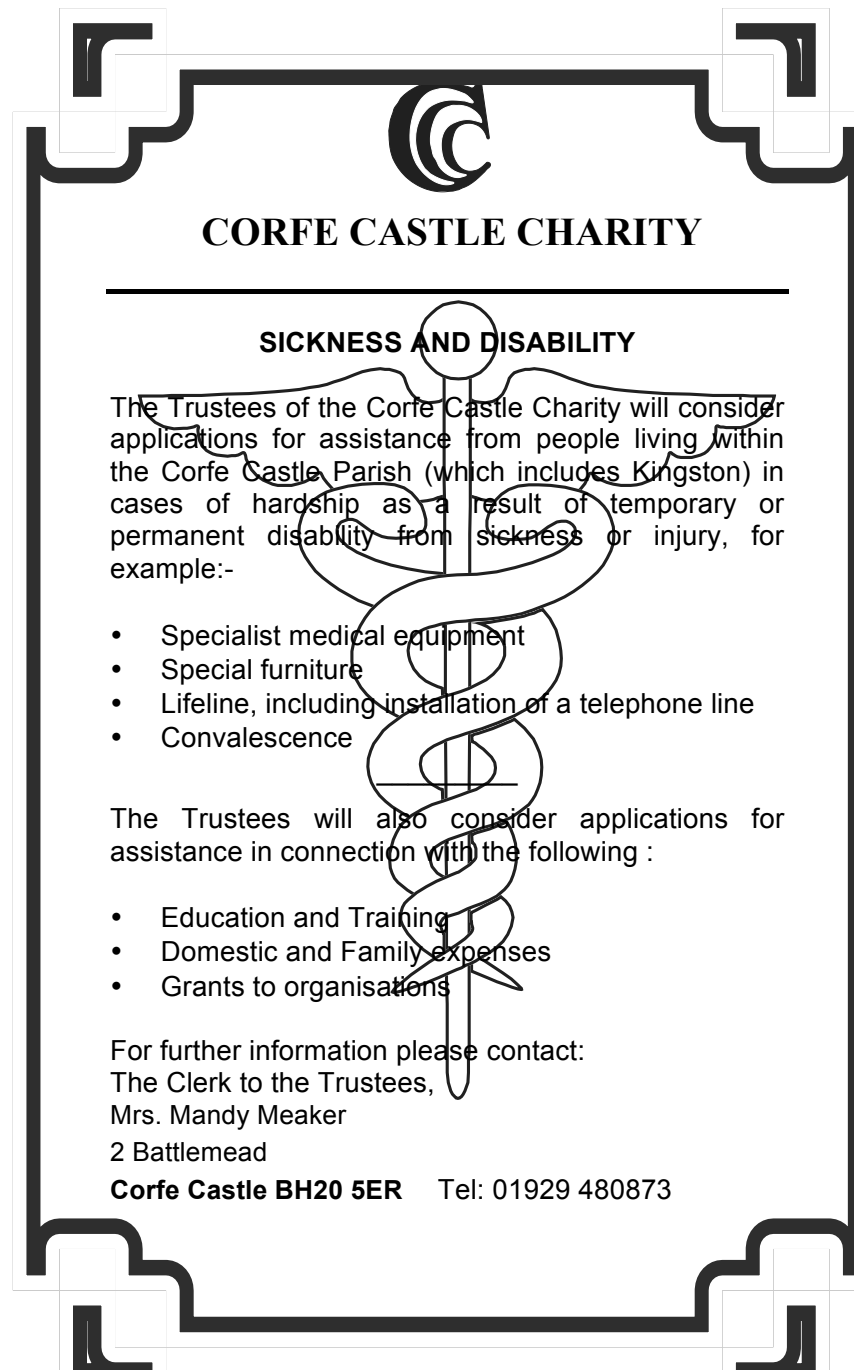 CORFE CASTLE CHARITY
SICKNESS AND DISABILITY
The Trustees of the Corfe Castle Charity will consider
applications for assistance from people living within
the Corfe Castle Parish (which includes Kingston) in
cases of hardship as a result of temporary or
permanent disability from sickness or injury, for
example:-
• Specialist medical equipment
• Special furniture
• Lifeline, including installation of a telephone line
• Convalescence
The Trustees will also consider applications for
assistance in connection with the following :
• Education and Training
• Domestic and Family expenses
• Grants to organisations
For further information please contact:
The Clerk to the Trustees,
Mrs. Mandy Meaker
2 Battlemead
Corfe Castle BH20 5ER Tel: 01929 480873